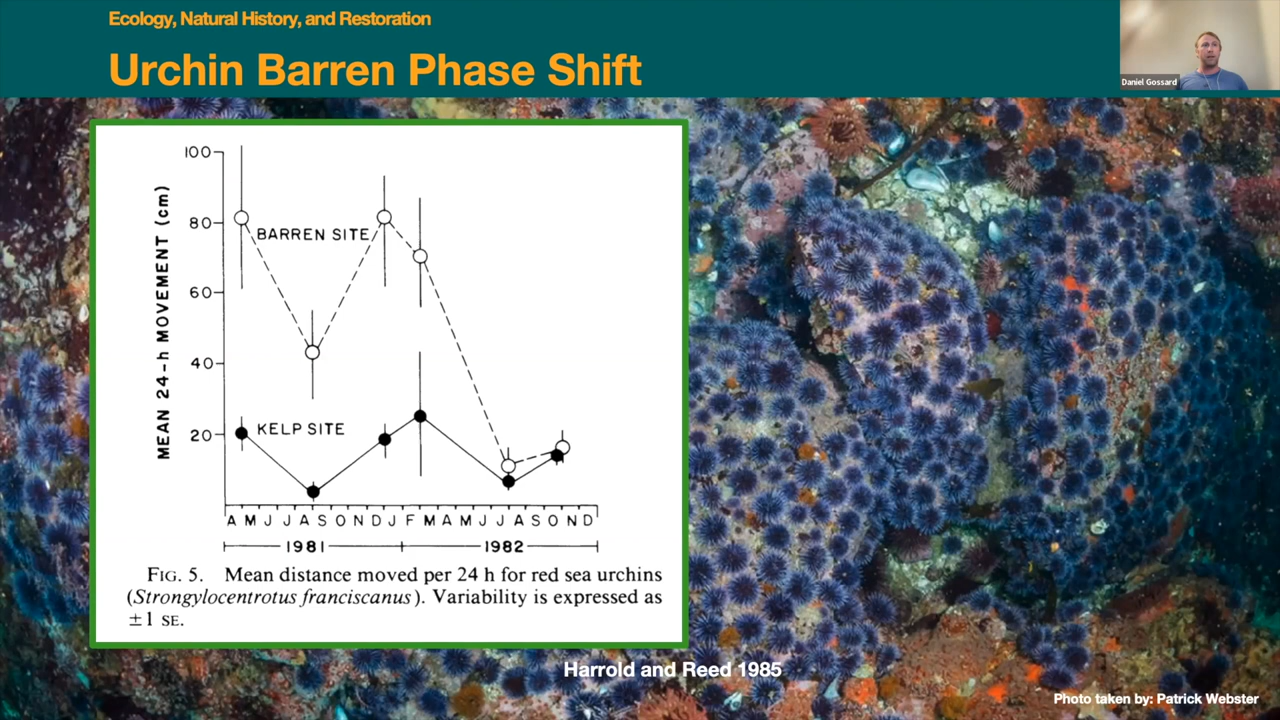 Ecology, Natural History, and Restoration
Urchin Barren Phase Shift
Daniel Gossard
MEAN 24-h MOVEMENT (cm)
100
80
60
40
20
BARREN SITE
KELP SITE
A M J J A S O N D J F M A M J J A S O N D
1981 1982
FIG. 5. Mean distance moved per 24 h for red sea urchins
(Strongylocentrotus franciscanus). Variability is expressed as
±1 SE.
Harrold and Reed 1985
Photo taken by: Patrick Webster